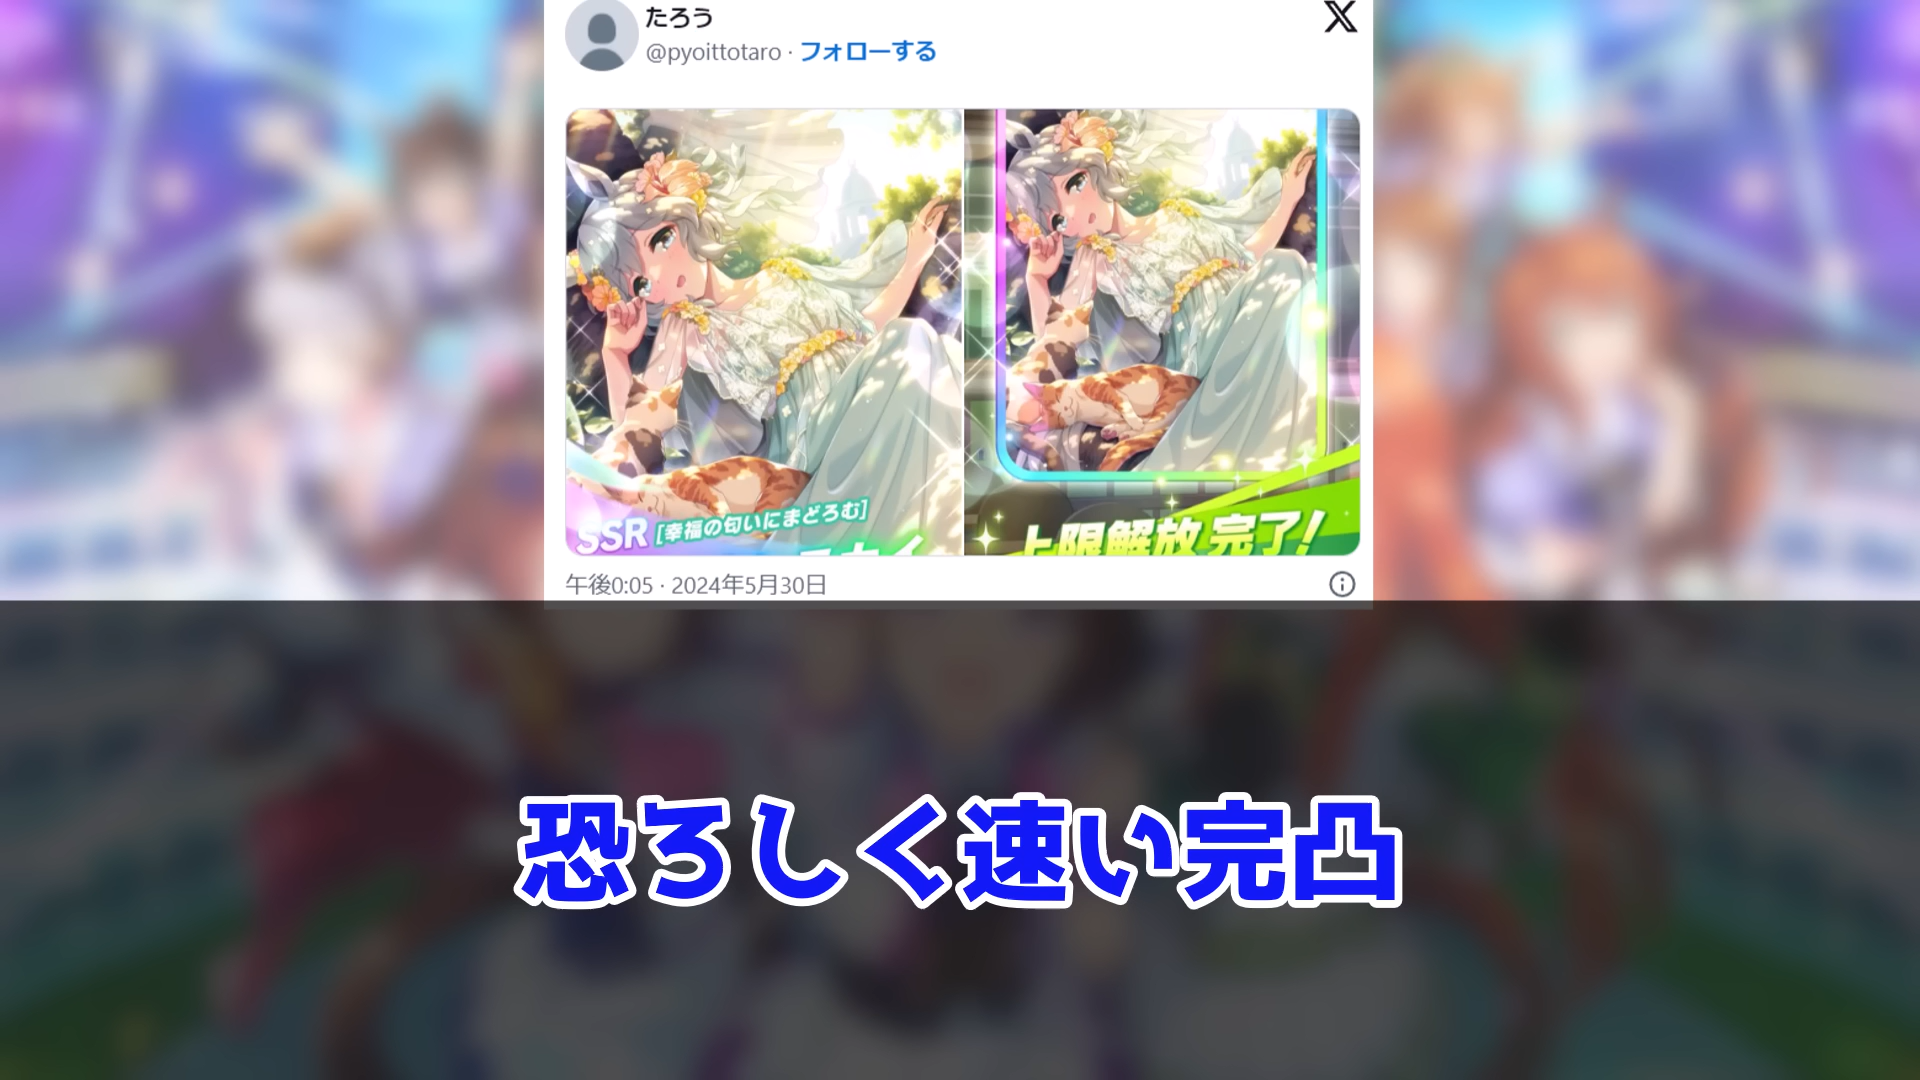 たろう
@pyoittotaro · フォローする
SSR [幸福の匂いにまどろむ]
上限解放 完了!
午後0:05 · 2024年5月30日
恐ろしく速い完凸